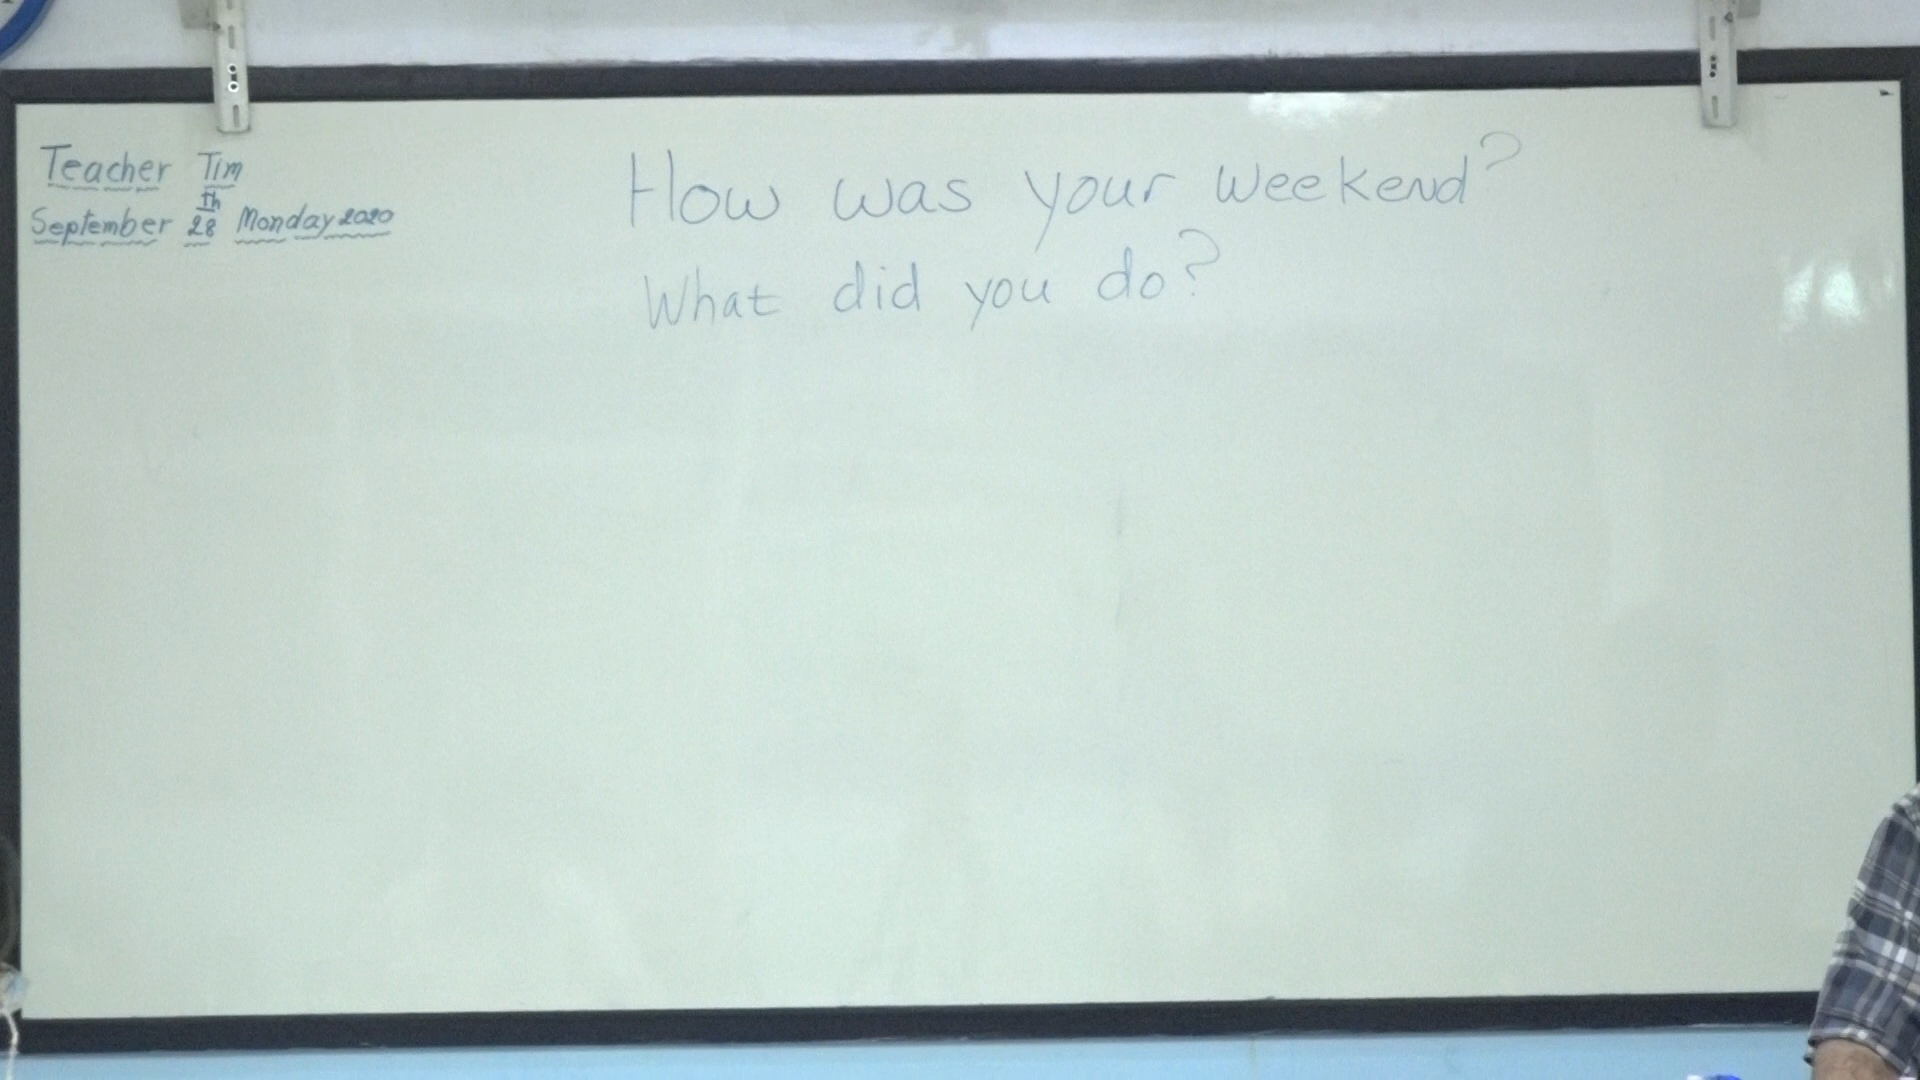 Teacher Tim
September 28th Monday 2020
How was your weekend?
What did you do?